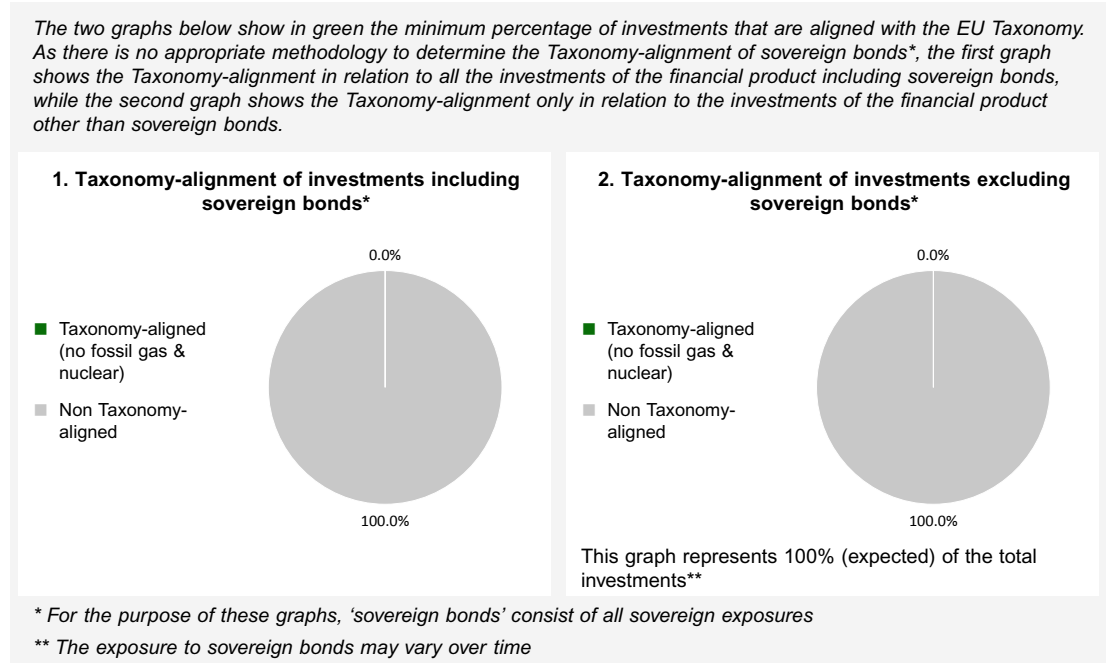 The two graphs below show in green the minimum percentage of investments that are aligned with the EU Taxonomy.
As there is no appropriate methodology to determine the Taxonomy-alignment of sovereign bonds*, the first graph
shows the Taxonomy-alignment in relation to all the investments of the financial product including sovereign bonds,
while the second graph shows the Taxonomy-alignment only in relation to the investments of the financial product
other than sovereign bonds.
1. Taxonomy-alignment of investments including
sovereign bonds*
0.0%
Taxonomy-aligned
(no fossil gas &
nuclear)
Non Taxonomy-
aligned
100.0%
2. Taxonomy-alignment of investments excluding
sovereign bonds*
0.0%
Taxonomy-aligned
(no fossil gas &
nuclear)
Non Taxonomy-
aligned
100.0%
This graph represents 100% (expected) of the total
investments**
* For the purpose of these graphs, ‘sovereign bonds’ consist of all sovereign exposures
** The exposure to sovereign bonds may vary over time